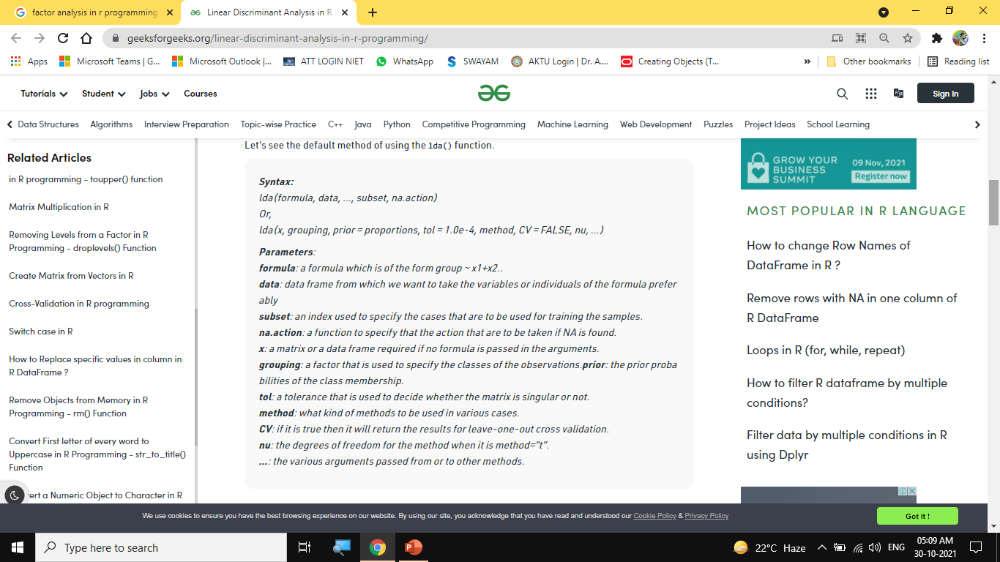 factor analysis in r programming
Linear Discriminant Analysis in R
geeksforgeeks.org/linear-discriminant-analysis-in-r-programming/
Apps
Microsoft Teams | G...
Microsoft Outlook |...
ATT LOGIN NIET
WhatsApp
SWAYAM
AKTU Login | Dr. A....
Creating Objects (T...
Other bookmarks
Reading list
Tutorials
Student
Jobs
Courses
Sign In
Data Structures
Algorithms
Interview Preparation
Topic-wise Practice
C++
Java
Python
Competitive Programming
Machine Learning
Web Development
Puzzles
Project Ideas
School Learning
Related Articles
in R programming - toupper() function
Matrix Multiplication in R
Removing Levels from a Factor in R
Programming - droplevels() Function
Create Matrix from Vectors in R
Cross-Validation in R programming
Switch case in R
How to Replace specific values in column in
R DataFrame ?
Remove Objects from Memory in R
Programming - rm() Function
Convert First letter of every word to
Uppercase in R Programming - str_to_title()
Function
ert a Numeric Object to Character in R
Let's see the default method of using the lda() function.
Syntax:
lda(formula, data, ..., subset, na.action)
Or,
lda(x, grouping, prior = proportions, tol = 1.0e-4, method, CV = FALSE, nu, ...)
Parameters:
formula: a formula which is of the form group ~ x1+x2..
data: data frame from which we want to take the variables or individuals of the formula prefer
ably
subset: an index used to specify the cases that are to be used for training the samples.
na.action: a function to specify that the action that are to be taken if NA is found.
x: a matrix or a data frame required if no formula is passed in the arguments.
grouping: a factor that is used to specify the classes of the observations.prior: the prior proba
bilities of the class membership.
tol: a tolerance that is used to decide whether the matrix is singular or not.
method: what kind of methods to be used in various cases.
CV: if it is true then it will return the results for leave-one-out cross validation.
nu: the degrees of freedom for the method when it is method="t".
...: the various arguments passed from or to other methods.
GROW YOUR
BUSINESS
SUMMIT
09 Nov, 2021
Register now
MOST POPULAR IN R LANGUAGE
How to change Row Names of
DataFrame in R ?
Remove rows with NA in one column of
R DataFrame
Loops in R (for, while, repeat)
How to filter R dataframe by multiple
conditions?
Filter data by multiple conditions in R
using Dplyr
We use cookies to ensure you have the best browsing experience on our website. By using our site, you acknowledge that you have read and understood our Cookie Policy & Privacy Policy
Got It !
Type here to search
22°C Haze
ENG
05:09 AM
30-10-2021